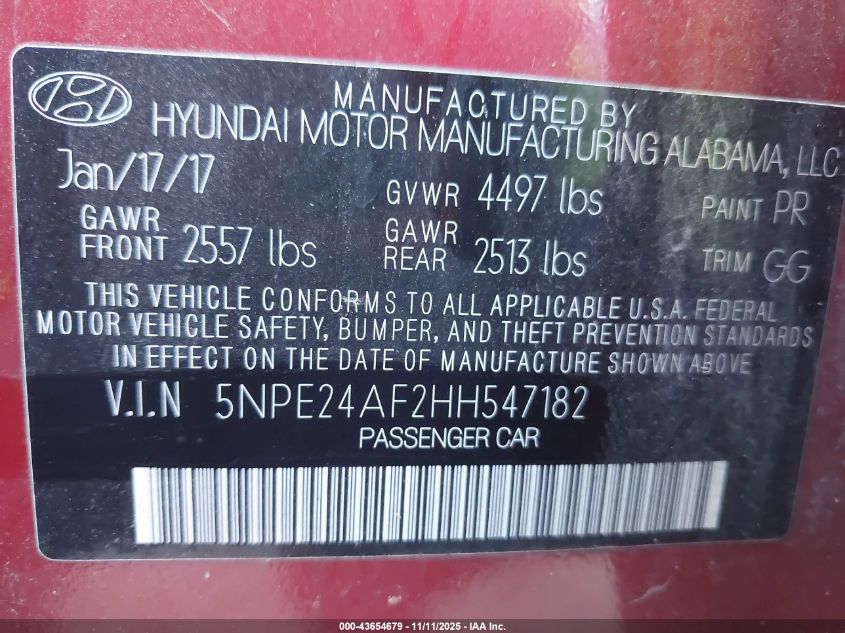 MANUFACTURED BY
HYUNDAI MOTOR MANUFACTURING ALABAMA, LLC
Jan/17/17 GVWR 4497 lbs PAINT PR
GAWR FRONT 2557 lbs GAWR REAR 2513 lbs TRIM GG
THIS VEHICLE CONFORMS TO ALL APPLICABLE U.S.A. FEDERAL
MOTOR VEHICLE SAFETY, BUMPER, AND THEFT PREVENTION STANDARDS
IN EFFECT ON THE DATE OF MANUFACTURE SHOWN ABOVE
V.I.N 5NPE24AF2HH547182
PASSENGER CAR
000-43654679 - 11/11/2025 - IAA Inc.